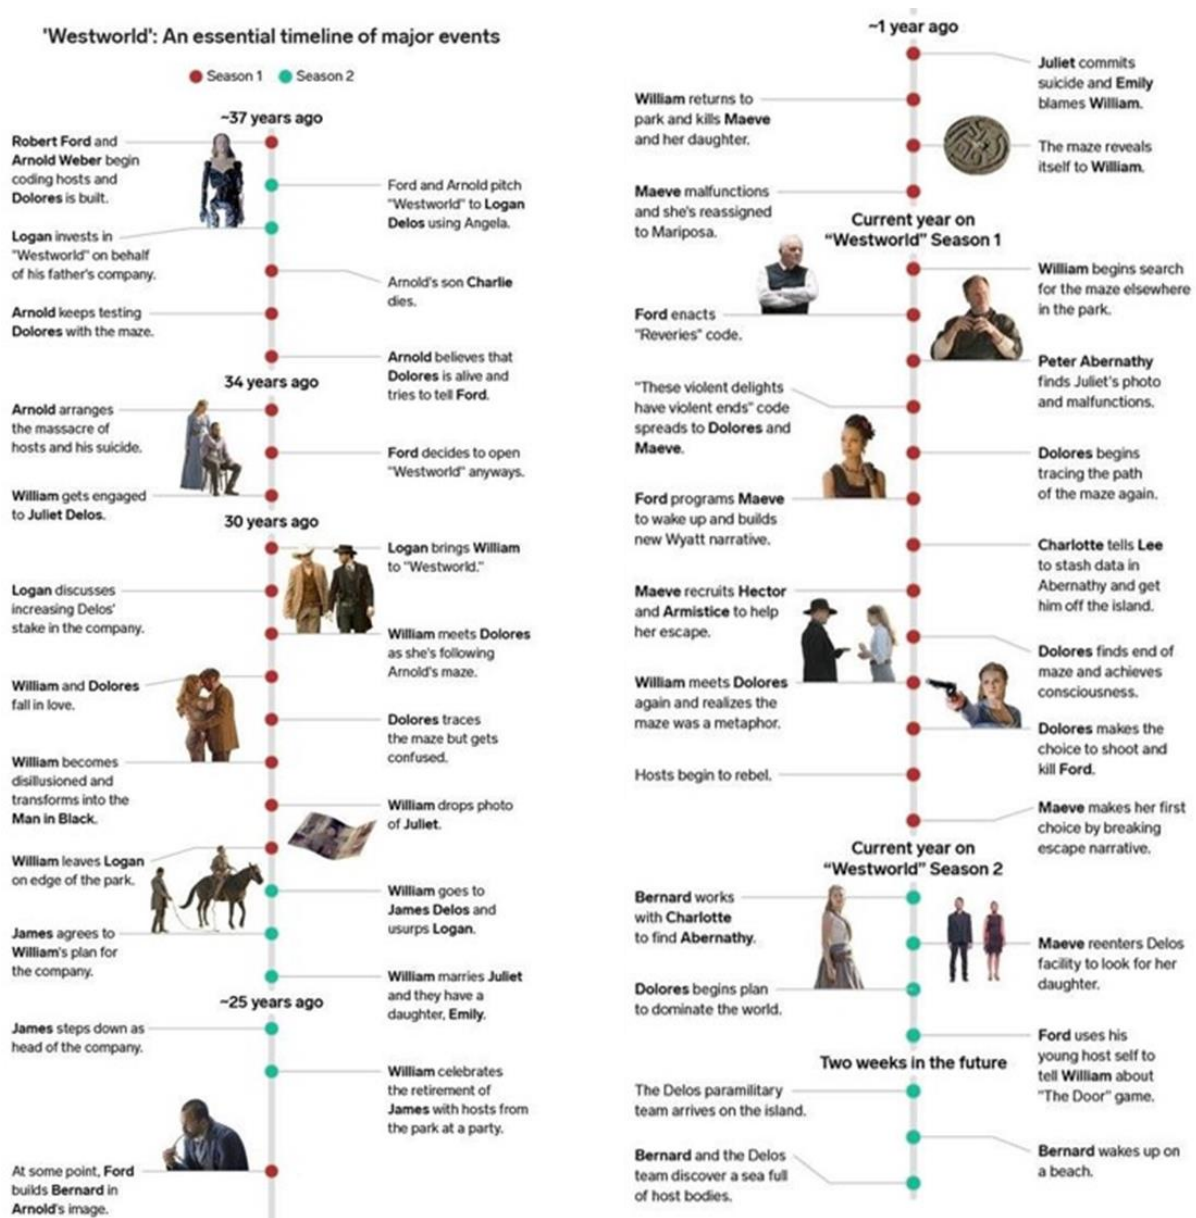 'Westworld': An essential timeline of major events
Season 1
Season 2
~37 years ago
Robert Ford and
Arnold Weber begin
coding hosts and
Dolores is built.
Ford and Arnold pitch
"Westworld" to Logan
Delos using Angela.
Logan invests in
"Westworld" on behalf
of his father's company.
Arnold's son Charlie
dies.
Arnold keeps testing
Dolores with the maze.
Arnold believes that
Dolores is alive and
tries to tell Ford.
34 years ago
Arnold arranges
the massacre of
hosts and his suicide.
Ford decides to open
"Westworld" anyways.
William gets engaged
to Juliet Delos.
30 years ago
Logan brings William
to "Westworld."
Logan discusses
increasing Delos'
stake in the company.
William meets Dolores
as she's following
Arnold's maze.
William and Dolores
fall in love.
Dolores traces
the maze but gets
confused.
William becomes
disillusioned and
transforms into the
Man in Black.
William drops photo
of Juliet.
William leaves Logan
on edge of the park.
William goes to
James Delos and
usurps Logan.
James agrees to
William's plan for
the company.
William marries Juliet
and they have a
daughter, Emily.
~25 years ago
James steps down as
head of the company.
William celebrates
the retirement of
James with hosts from
the park at a party.
At some point, Ford
builds Bernard in
Arnold's image.
~1 year ago
Juliet commits
suicide and Emily
blames William.
William returns to
park and kills Maeve
and her daughter.
The maze reveals
itself to William.
Maeve malfunctions
and she's reassigned
to Mariposa.
Current year on
"Westworld" Season 1
William begins search
for the maze elsewhere
in the park.
Ford enacts
"Reveries" code.
Peter Abernathy
finds Juliet's photo
and malfunctions.
"These violent delights
have violent ends" code
spreads to Dolores and
Maeve.
Dolores begins
tracing the path
of the maze again.
Ford programs Maeve
to wake up and builds
new Wyatt narrative.
Charlotte tells Lee
to stash data in
Abernathy and get
him off the island.
Maeve recruits Hector
and Armistice to help
her escape.
Dolores finds end of
maze and achieves
consciousness.
William meets Dolores
again and realizes the
maze was a metaphor.
Dolores makes the
choice to shoot and
kill Ford.
Hosts begin to rebel.
Maeve makes her first
choice by breaking
escape narrative.
Current year on
"Westworld" Season 2
Bernard works
with Charlotte
to find Abernathy.
Maeve reenters Delos
facility to look for her
daughter.
Dolores begins plan
to dominate the world.
Ford uses his
young host self to
tell William about
"The Door" game.
Two weeks in the future
The Delos paramilitary
team arrives on the island.
Bernard wakes up on
a beach.
Bernard and the Delos
team discover a sea full
of host bodies.